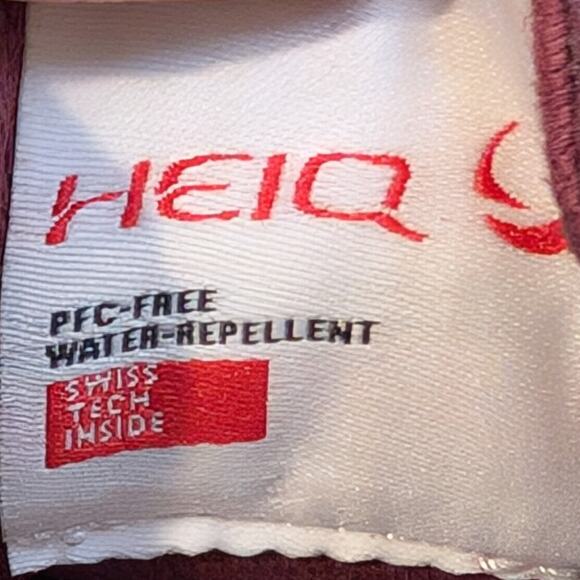 HEIQ
PFC-FREE
WATER-REPELLENT
SWISS
TECH
INSIDE